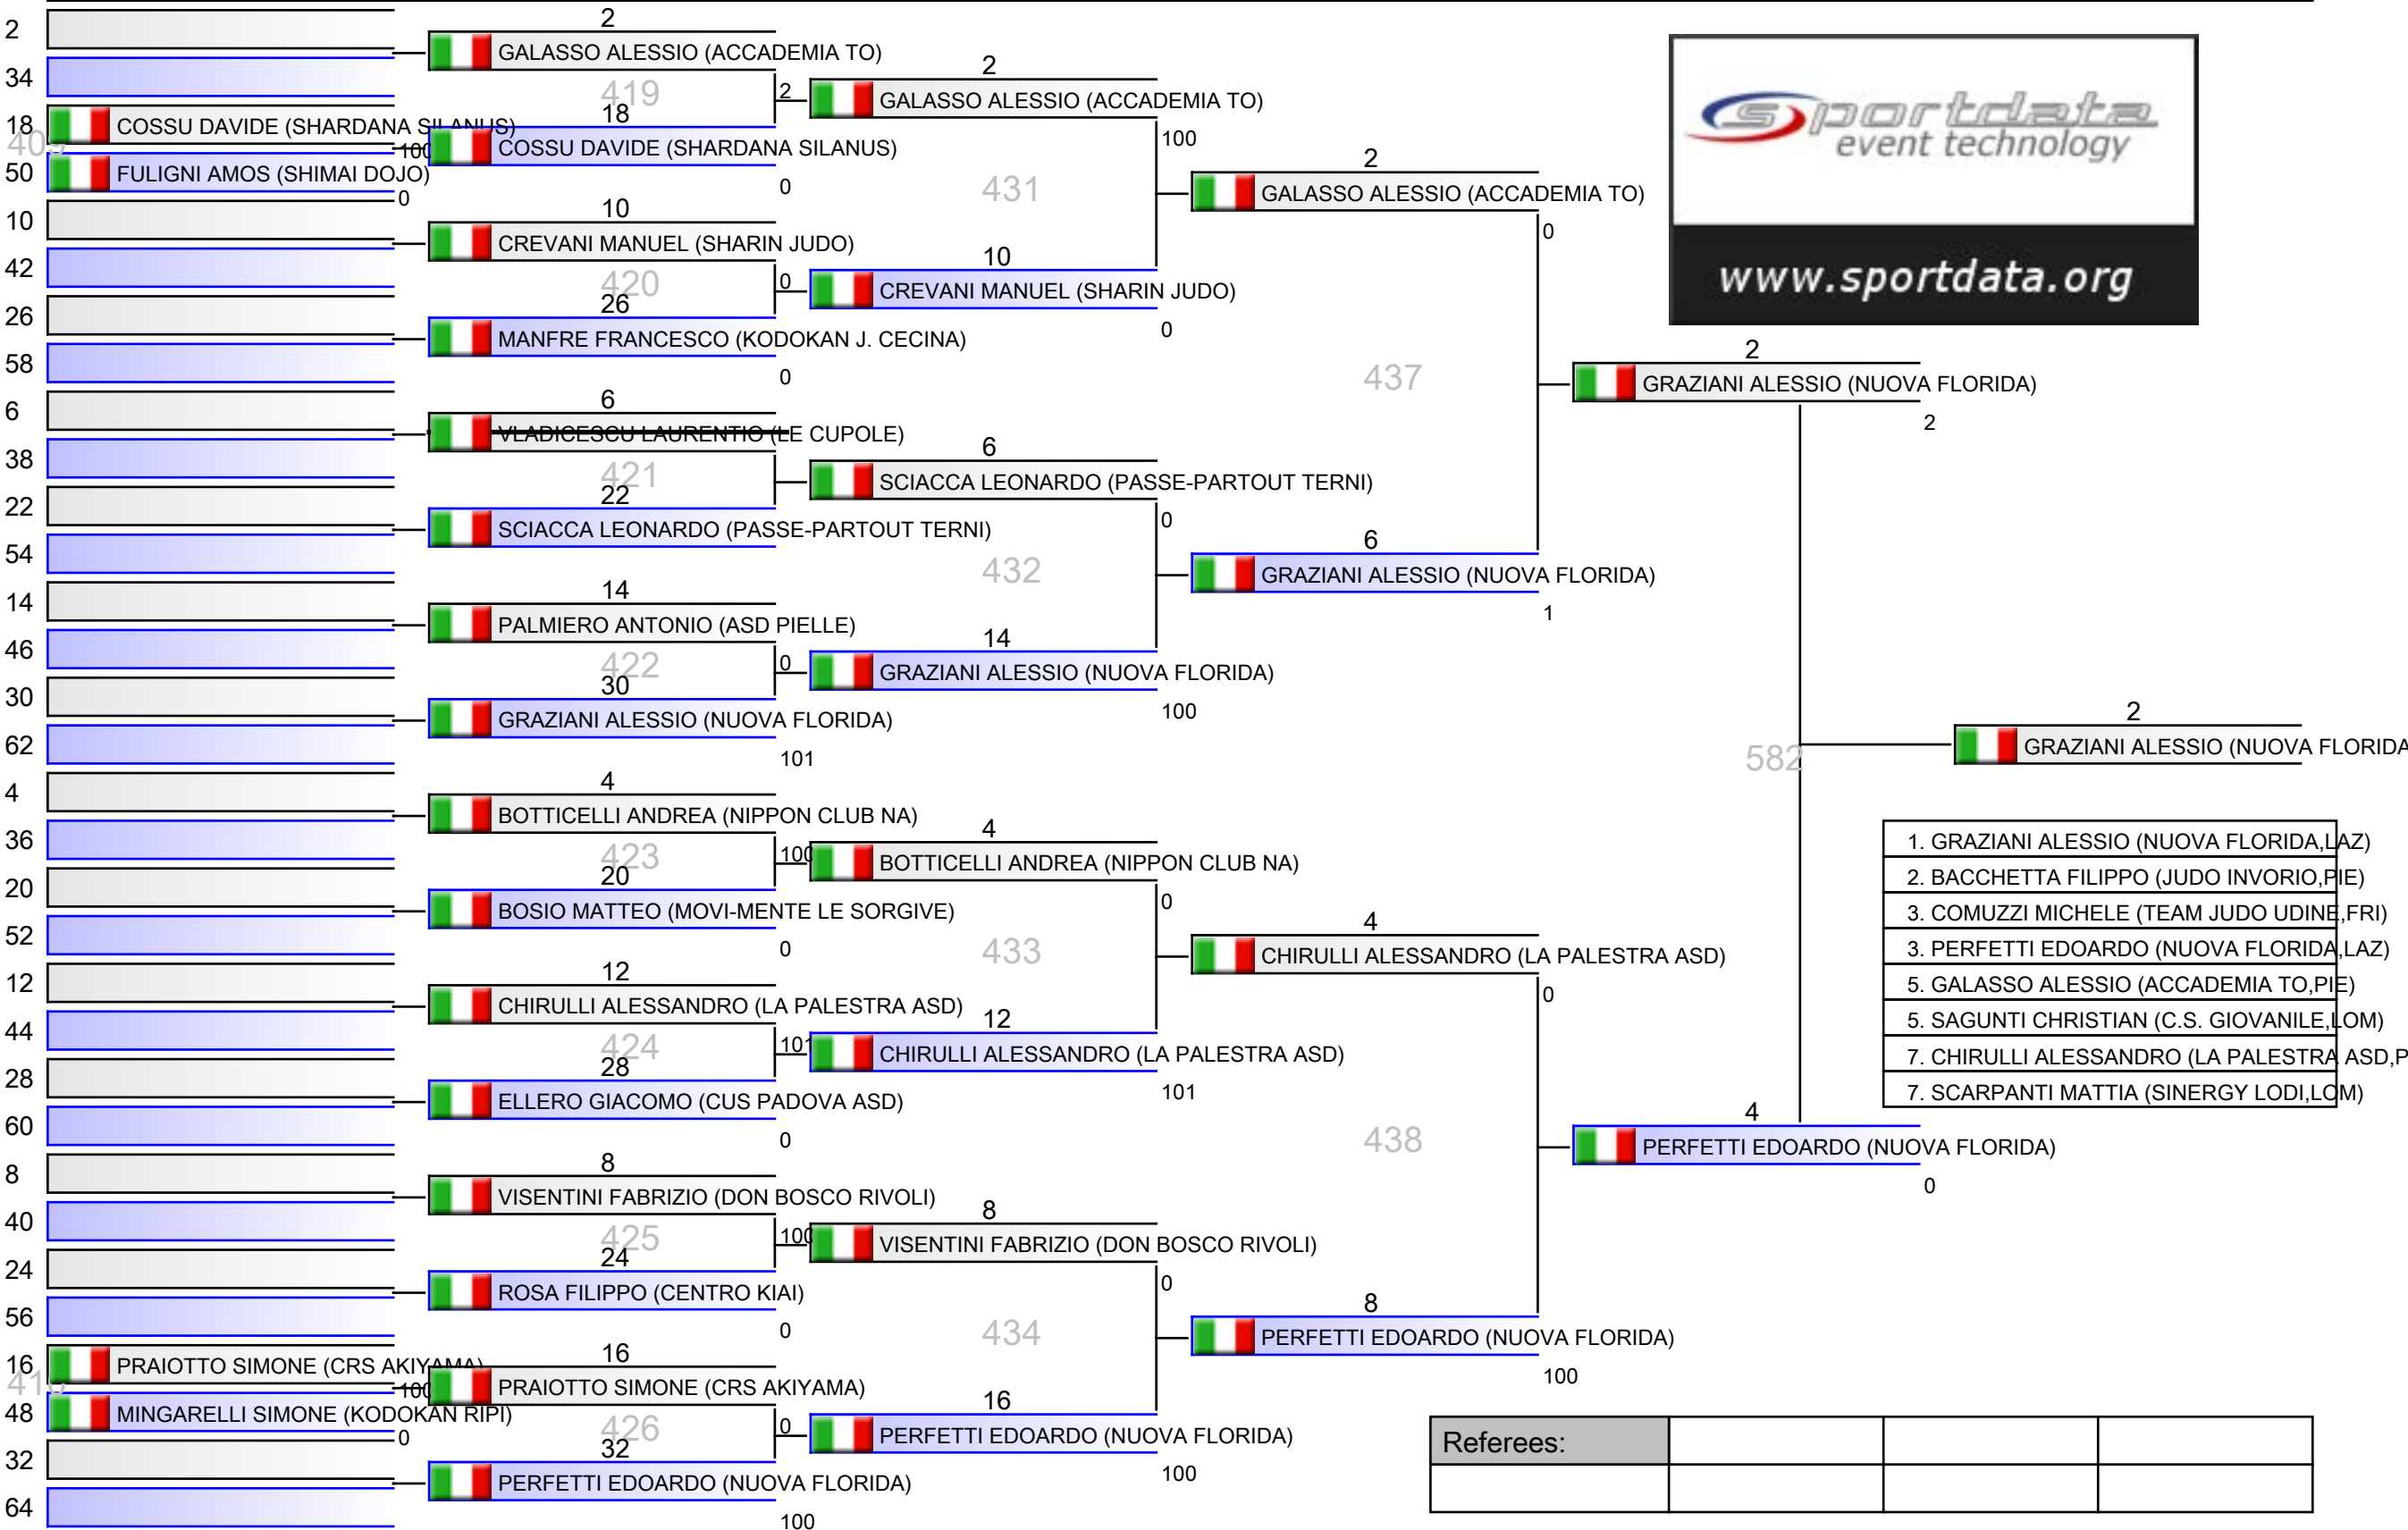 2
34
18
50
10
42
26
58
6
38
22
54
14
46
30
62
4
36
20
52
12
44
28
60
8
40
24
56
16
48
32
64
COSSU DAVIDE (SHARDANA SILANUS)
100
409
FULIGNI AMOS (SHIMAI DOJO)
0
PRAIOTTO SIMONE (CRS AKIYAMA)
100
410
MINGARELLI SIMONE (KODOKAN RIPI)
0
2
GALASSO ALESSIO (ACCADEMIA TO)
2
419
18
COSSU DAVIDE (SHARDANA SILANUS)
0
10
CREVANI MANUEL (SHARIN JUDO)
0
420
26
MANFRE FRANCESCO (KODOKAN J. CECINA)
0
6
VLADICESCU LAURENTIO (LE CUPOLE)
421
22
SCIACCA LEONARDO (PASSE-PARTOUT TERNI)
14
PALMIERO ANTONIO (ASD PIELLE)
0
422
30
GRAZIANI ALESSIO (NUOVA FLORIDA)
101
4
BOTTICELLI ANDREA (NIPPON CLUB NA)
100
423
20
BOSIO MATTEO (MOVI-MENTE LE SORGIVE)
0
12
CHIRULLI ALESSANDRO (LA PALESTRA ASD)
101
424
28
ELLERO GIACOMO (CUS PADOVA ASD)
0
8
VISENTINI FABRIZIO (DON BOSCO RIVOLI)
100
425
24
ROSA FILIPPO (CENTRO KIAI)
0
16
PRAIOTTO SIMONE (CRS AKIYAMA)
0
426
32
PERFETTI EDOARDO (NUOVA FLORIDA)
100
2
GALASSO ALESSIO (ACCADEMIA TO)
100
431
10
CREVANI MANUEL (SHARIN JUDO)
0
6
SCIACCA LEONARDO (PASSE-PARTOUT TERNI)
0
432
14
GRAZIANI ALESSIO (NUOVA FLORIDA)
100
4
BOTTICELLI ANDREA (NIPPON CLUB NA)
0
433
12
CHIRULLI ALESSANDRO (LA PALESTRA ASD)
101
8
VISENTINI FABRIZIO (DON BOSCO RIVOLI)
0
434
16
PERFETTI EDOARDO (NUOVA FLORIDA)
100
2
GALASSO ALESSIO (ACCADEMIA TO)
0
437
6
GRAZIANI ALESSIO (NUOVA FLORIDA)
1
4
CHIRULLI ALESSANDRO (LA PALESTRA ASD)
0
438
8
PERFETTI EDOARDO (NUOVA FLORIDA)
100
sportdata
event technology
www.sportdata.org
2
GRAZIANI ALESSIO (NUOVA FLORIDA)
2
582
4
PERFETTI EDOARDO (NUOVA FLORIDA)
0
2
GRAZIANI ALESSIO (NUOVA FLORIDA
1. GRAZIANI ALESSIO (NUOVA FLORIDA,LAZ)
2. BACCHETTA FILIPPO (JUDO INVORIO,PIE)
3. COMUZZI MICHELE (TEAM JUDO UDINE,FRI)
3. PERFETTI EDOARDO (NUOVA FLORIDA,LAZ)
5. GALASSO ALESSIO (ACCADEMIA TO,PIE)
5. SAGUNTI CHRISTIAN (C.S. GIOVANILE,LOM)
7. CHIRULLI ALESSANDRO (LA PALESTRA ASD,P
7. SCARPANTI MATTIA (SINERGY LODI,LOM)
Referees: